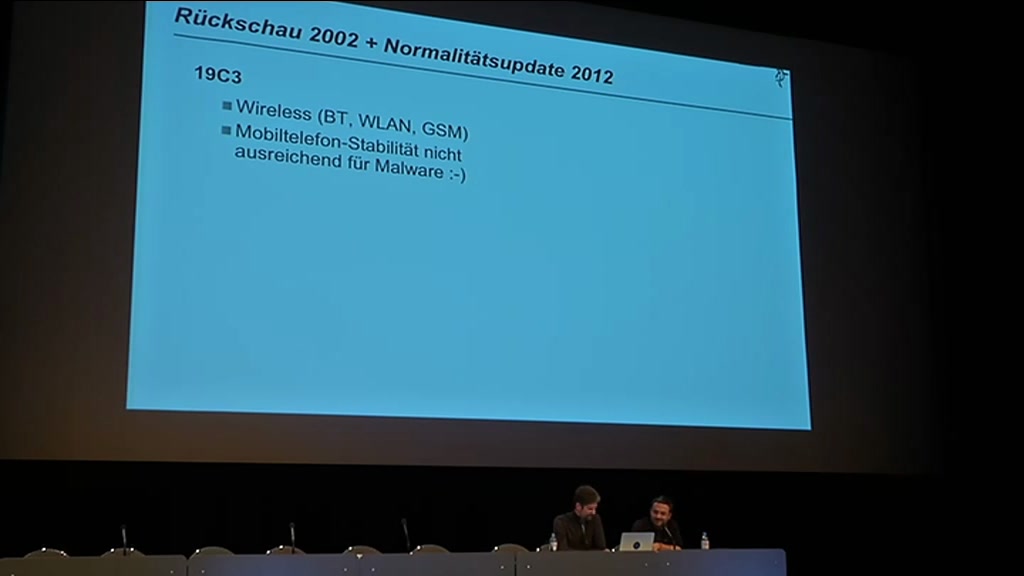 Rückschau 2002 + Normalitätsupdate 2012
19C3
Wireless (BT, WLAN, GSM)
Mobiltelefon-Stabilität nicht
ausreichend für Malware :-)